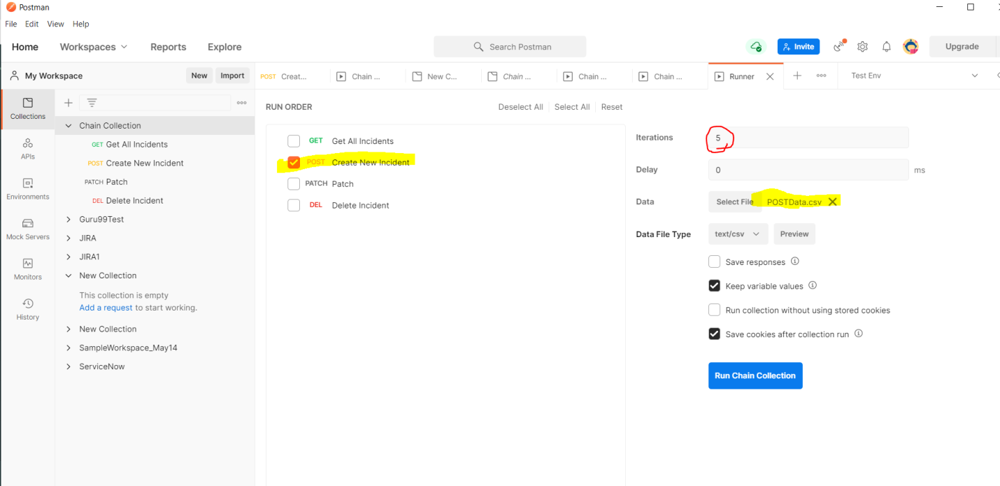 Postman
File Edit View Help
Home Workspaces Reports Explore Search Postman Invite Upgrade
My Workspace New Import
POST Creat... Chain ... New C... Chain ... Chain ... Chain ... Runner Test Env
Collections
APIs
Environments
Mock Servers
Monitors
History
Chain Collection
GET Get All Incidents
POST Create New Incident
PATCH Patch
DEL Delete Incident
Guru99Test
JIRA
JIRA1
New Collection
This collection is empty
Add a request to start working.
New Collection
SampleWorkspace_May14
ServiceNow
RUN ORDER Deselect All Select All Reset
GET Get All Incidents
POST Create New Incident
PATCH Patch
DEL Delete Incident
Iterations 5
Delay 0 ms
Data Select File POSTData.csv
Data File Type text/csv Preview
Save responses
Keep variable values
Run collection without using stored cookies
Save cookies after collection run
Run Chain Collection